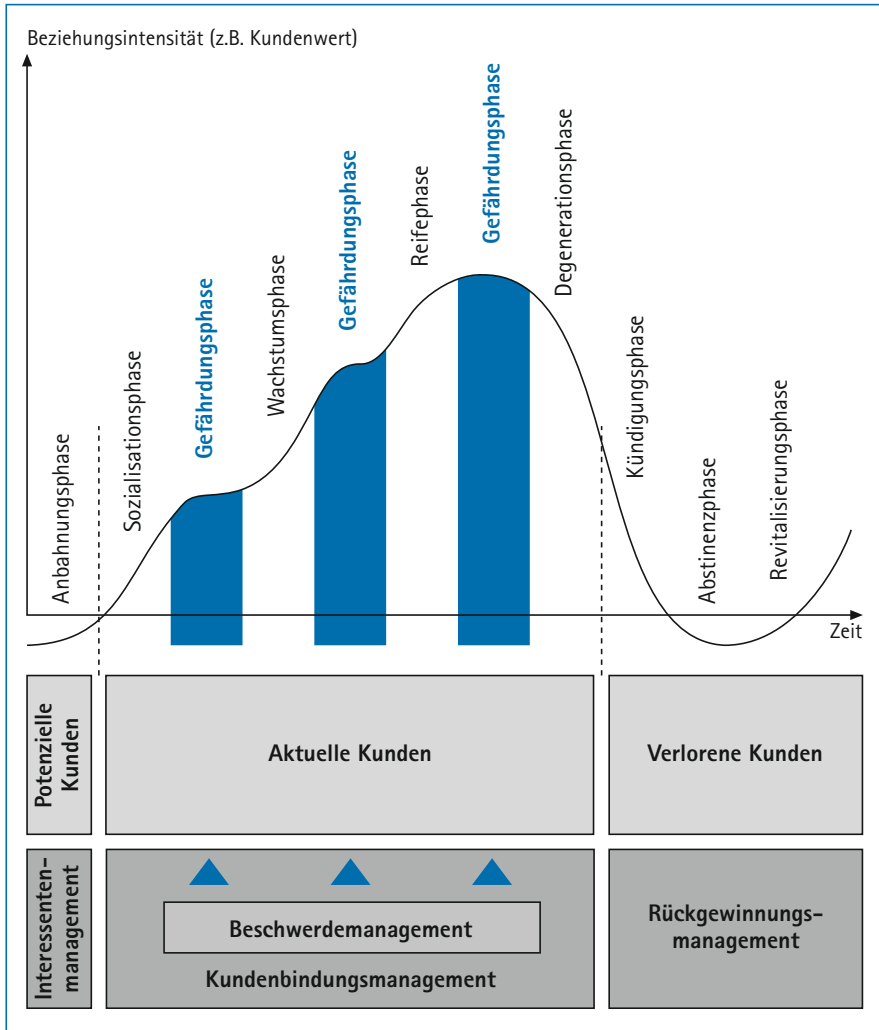 Beziehungsintensität (z.B. Kundenwert)
Anbahnungsphase
Sozialisationsphase
Gefährdungsphase
Wachstumsphase
Gefährdungsphase
Reifephase
Gefährdungsphase
Degenerationsphase
Kündigungsphase
Abstinenzphase
Revitalisierungsphase
Zeit
Potenzielle
Kunden
Aktuelle Kunden
Verlorene Kunden
Interessenten-
management
Beschwerdemanagement
Kundenbindungsmanagement
Rückgewinnungs-
management